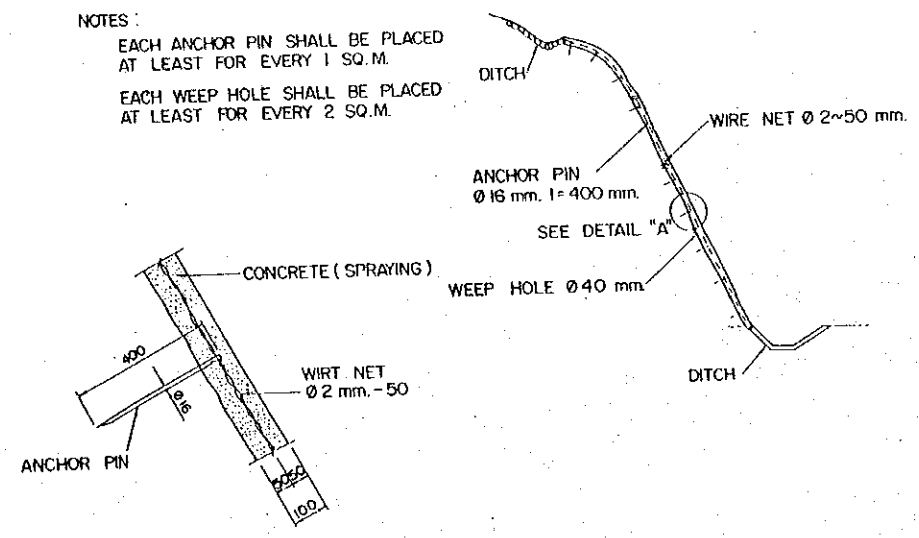 NOTES :
EACH ANCHOR PIN SHALL BE PLACED
AT LEAST FOR EVERY 1 SQ.M.
EACH WEEP HOLE SHALL BE PLACED
AT LEAST FOR EVERY 2 SQ.M.
DITCH
WIRE NET Ø 2~50 mm.
ANCHOR PIN
Ø 16 mm. l = 400 mm.
SEE DETAIL "A"
WEEP HOLE Ø40 mm.
DITCH
CONCRETE ( SPRAYING )
400
Ø16
WIRT NET
Ø 2 mm. - 50
ANCHOR PIN
50 50
100